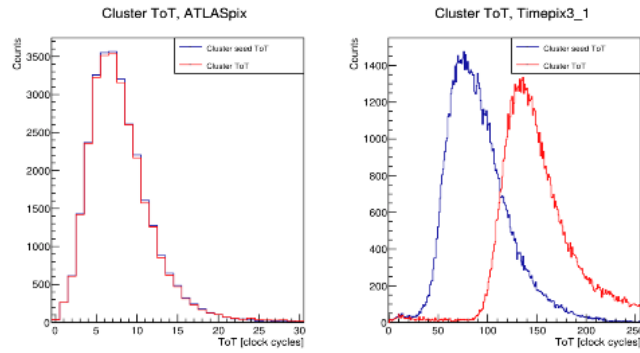 Cluster ToT, ATLASpix
Counts
3500
3000
2500
2000
1500
1000
500
0
0 5 10 15 20 25 30
ToT [clock cycles]
Cluster seed ToT
Cluster ToT
Cluster ToT, Timepix3_1
Counts
1400
1200
1000
800
600
400
200
0
0 50 100 150 200 250
ToT [clock cycles]
Cluster seed ToT
Cluster ToT